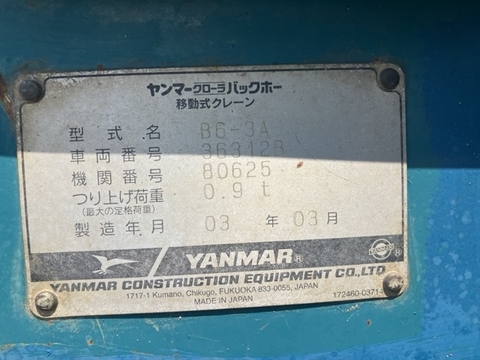 ヤンマークローラバックホー
移動式クレーン
型式名 B6-3A
車両番号 36312B
機関番号 80625
つり上げ荷重 0.9t
(最大の定格荷重)
製造年月 03 年 03 月
YANMAR ®
YANMAR CONSTRUCTION EQUIPMENT CO., LTD.
1717-1 Kumano, Chikugo, FUKUOKA 833-0055, JAPAN
MADE IN JAPAN 172460-0371